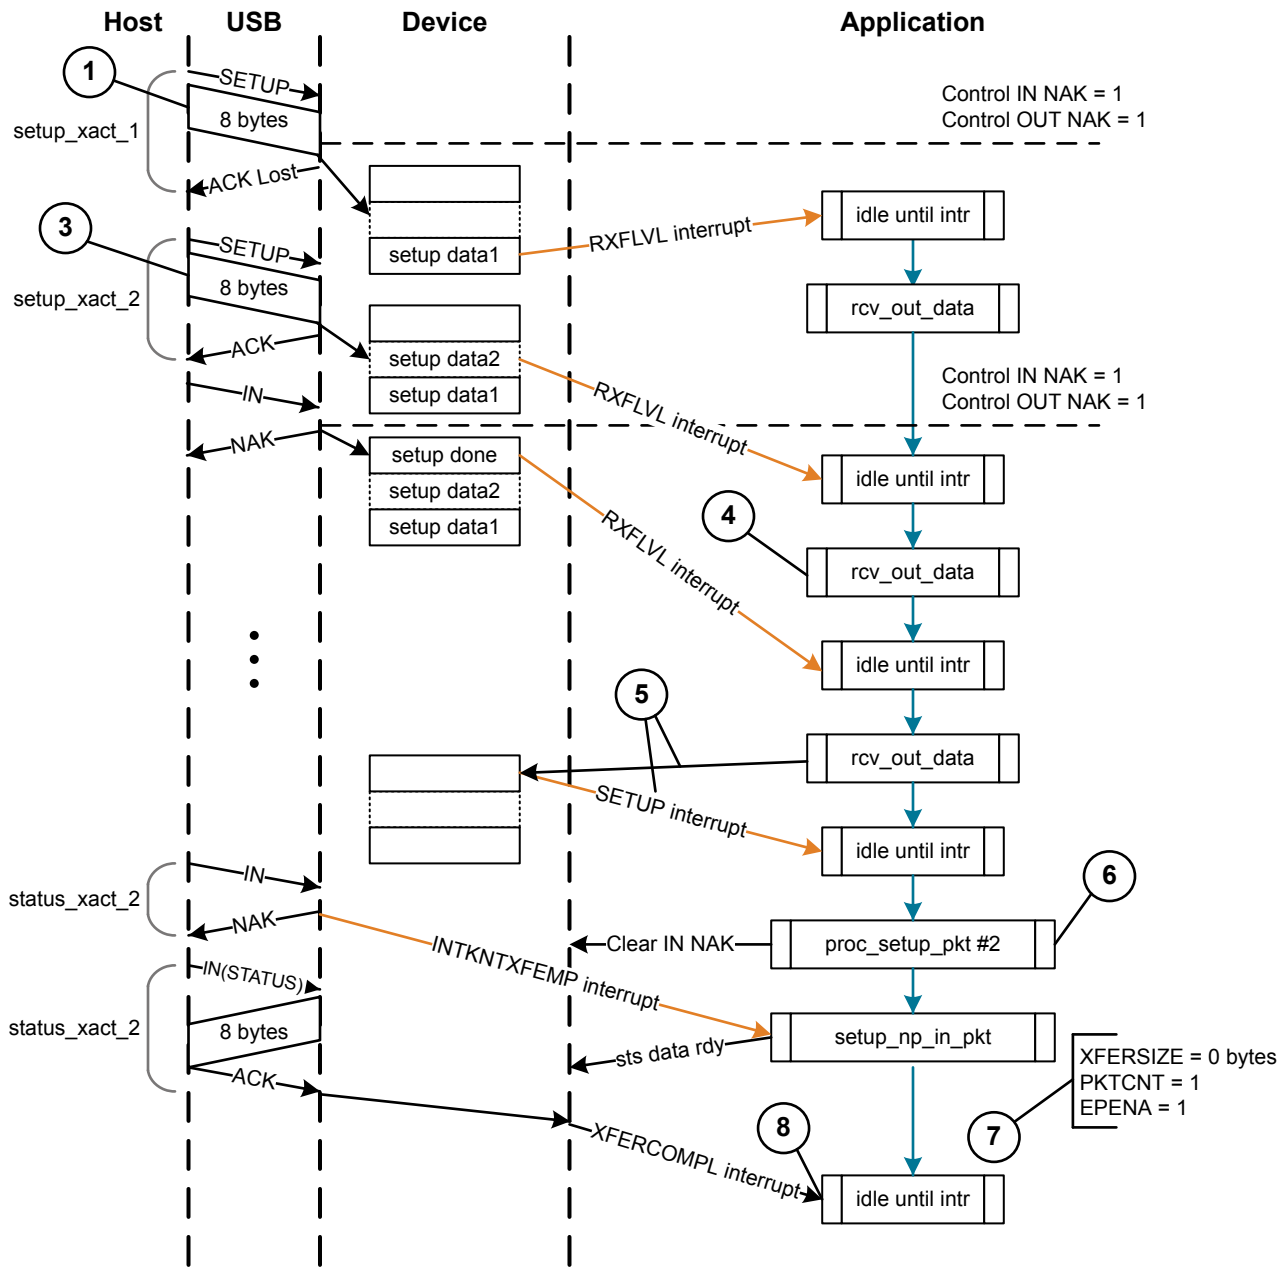 Host USB Device Application
1
SETUP
8 bytes
setup_xact_1
ACK Lost
Control IN NAK = 1
Control OUT NAK = 1
idle until intr
RXFLVL interrupt
setup data1
3
SETUP
8 bytes
setup_xact_2
ACK
rcv_out_data
setup data2
setup data1
IN
NAK
RXFLVL interrupt
Control IN NAK = 1
Control OUT NAK = 1
setup done
setup data2
setup data1
idle until intr
RXFLVL interrupt
4
rcv_out_data
idle until intr
5
rcv_out_data
SETUP interrupt
idle until intr
IN
status_xact_2
NAK
6
Clear IN NAK
proc_setup_pkt #2
INTKNTXFEMP interrupt
IN(STATUS)
8 bytes
status_xact_2
ACK
setup_np_in_pkt
sts data rdy
XFERSIZE = 0 bytes
PKTCNT = 1
EPENA = 1
7
8
XFERCOMPL interrupt
idle until intr